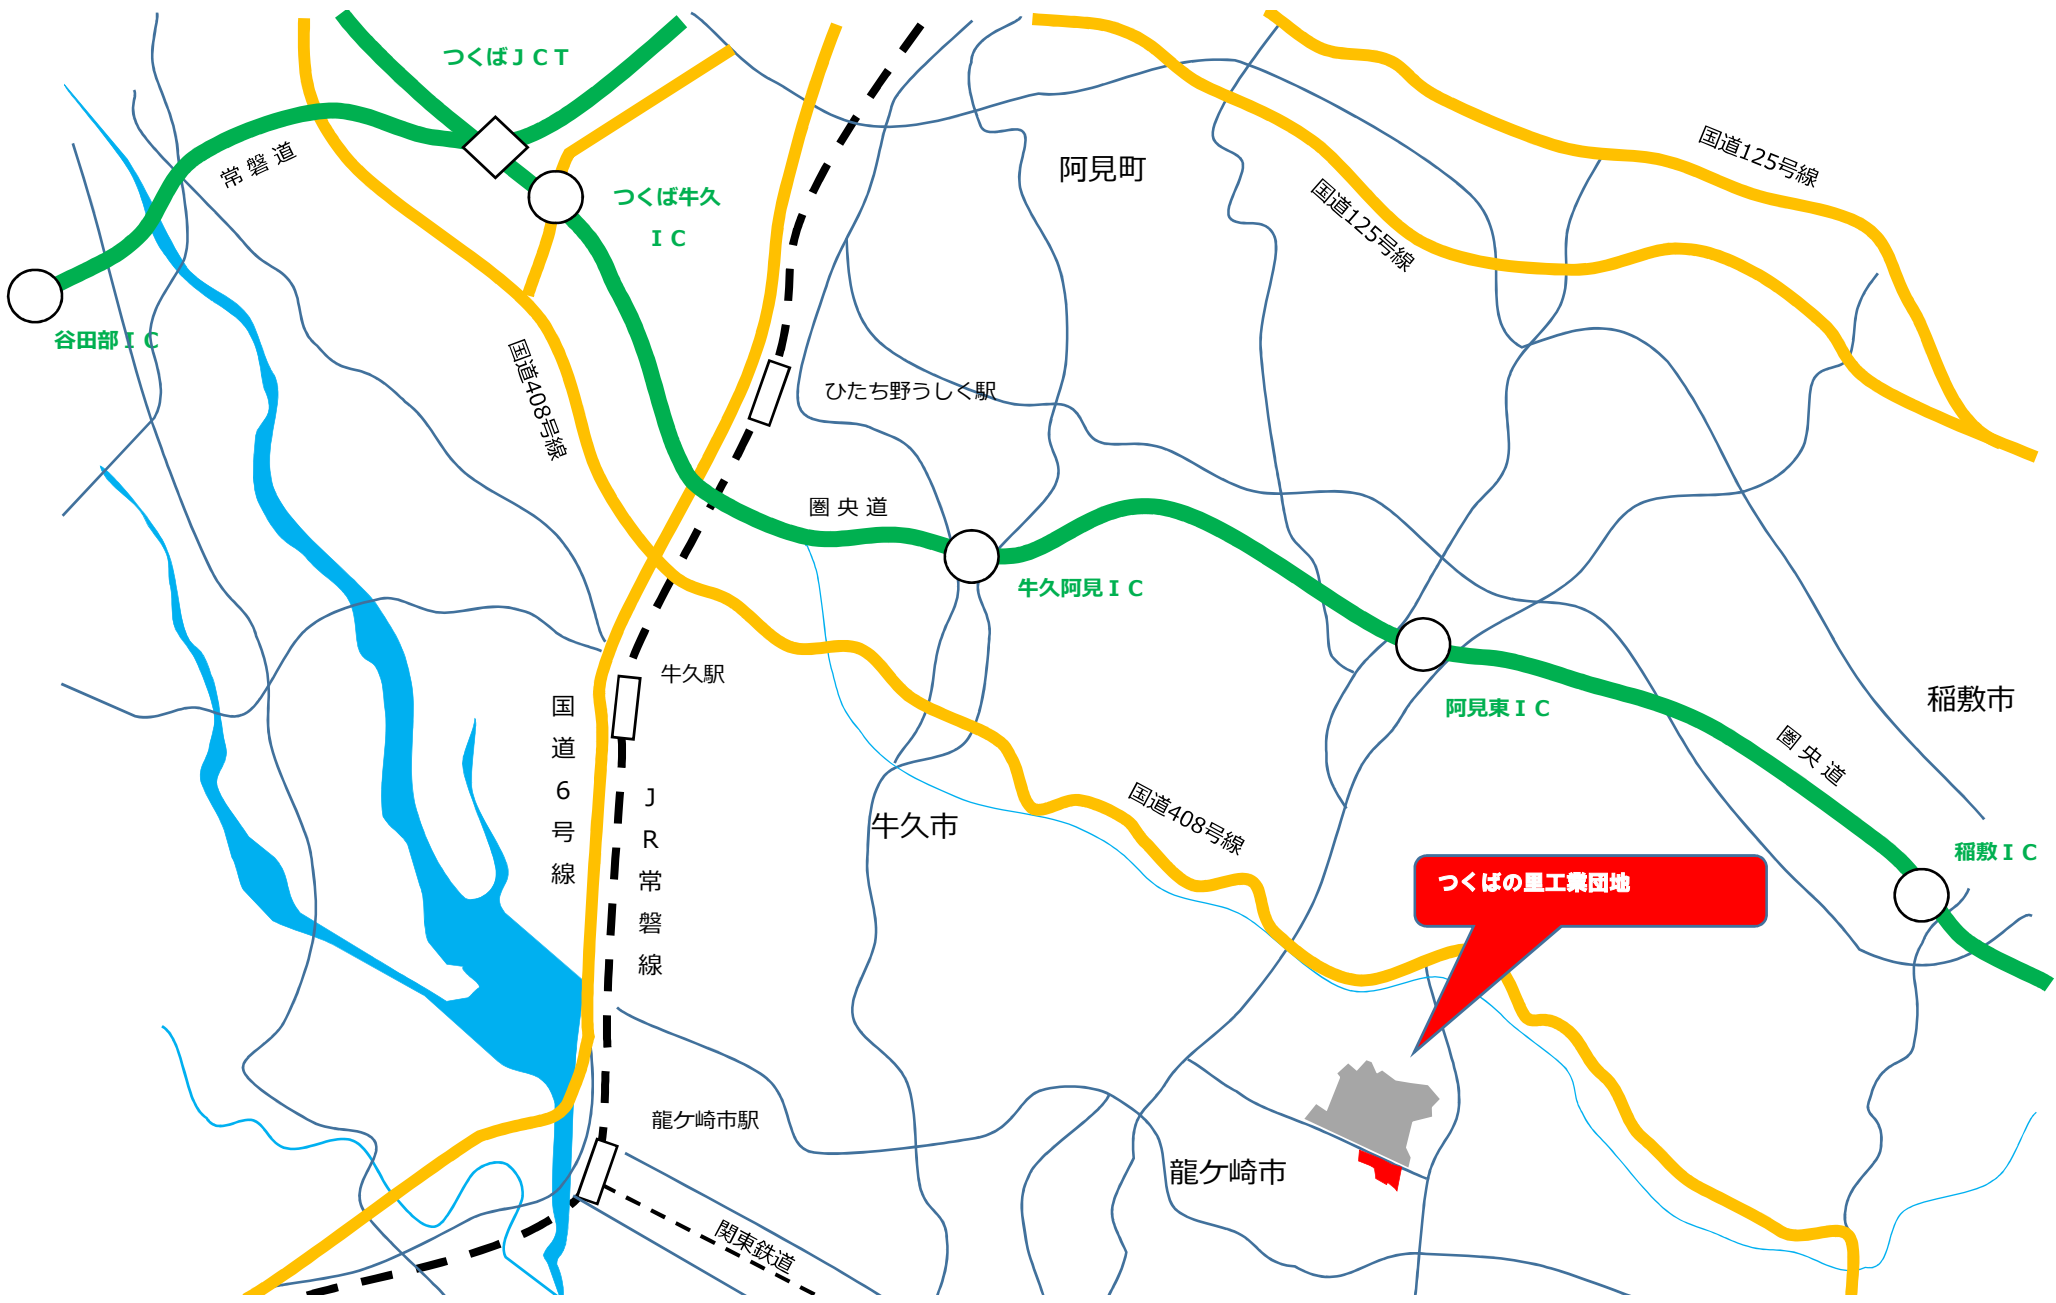 つくばＪＣＴ
常磐道
つくば牛久
ＩＣ
谷田部ＩＣ
国道408号線
阿見町
国道125号線
国道125号線
ひたち野うしく駅
圏央道
牛久阿見ＩＣ
牛久駅
国道６号線
ＪＲ常磐線
阿見東ＩＣ
稲敷市
圏央道
稲敷ＩＣ
牛久市
国道408号線
つくばの里工業団地
龍ケ崎市駅
龍ケ崎市
関東鉄道